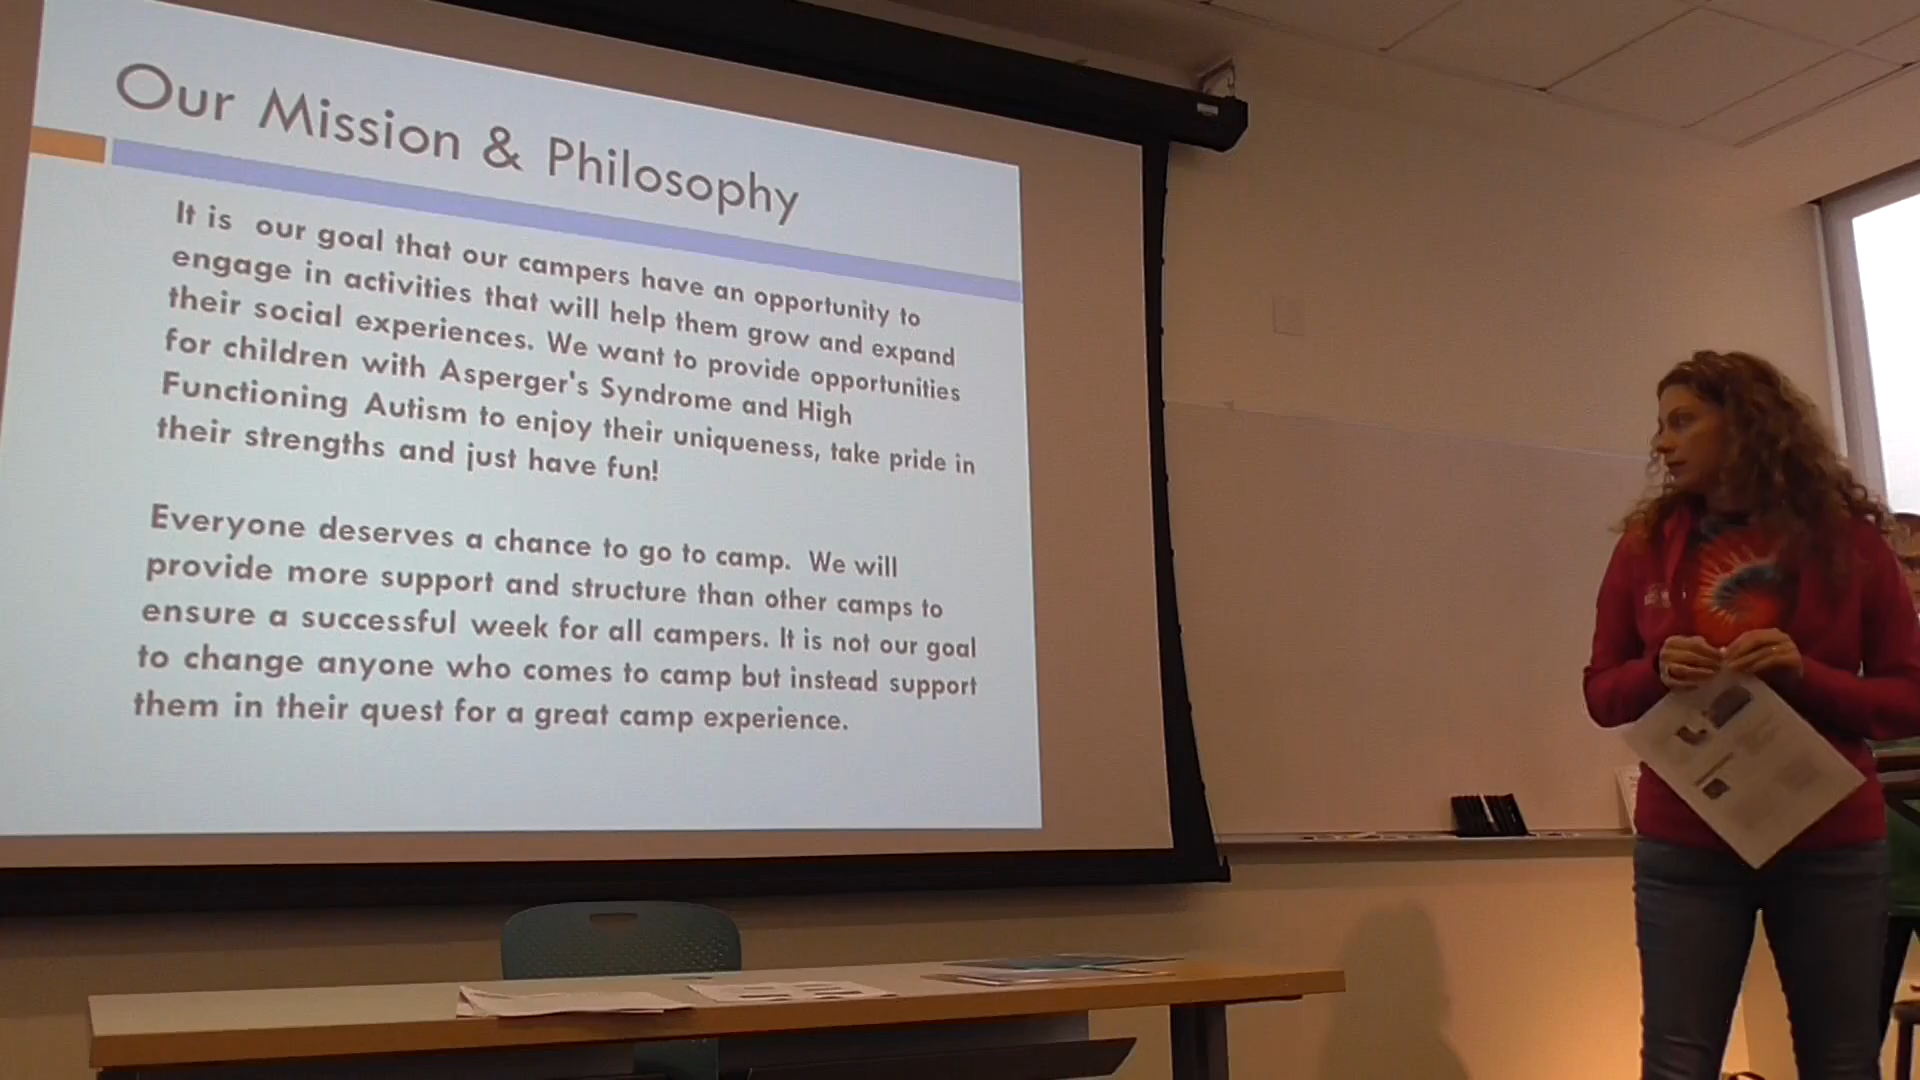 Our Mission & Philosophy
It is our goal that our campers have an opportunity to
engage in activities that will help them grow and expand
their social experiences. We want to provide opportunities
for children with Asperger's Syndrome and High
Functioning Autism to enjoy their uniqueness, take pride in
their strengths and just have fun!
Everyone deserves a chance to go to camp. We will
provide more support and structure than other camps to
ensure a successful week for all campers. It is not our goal
to change anyone who comes to camp but instead support
them in their quest for a great camp experience.